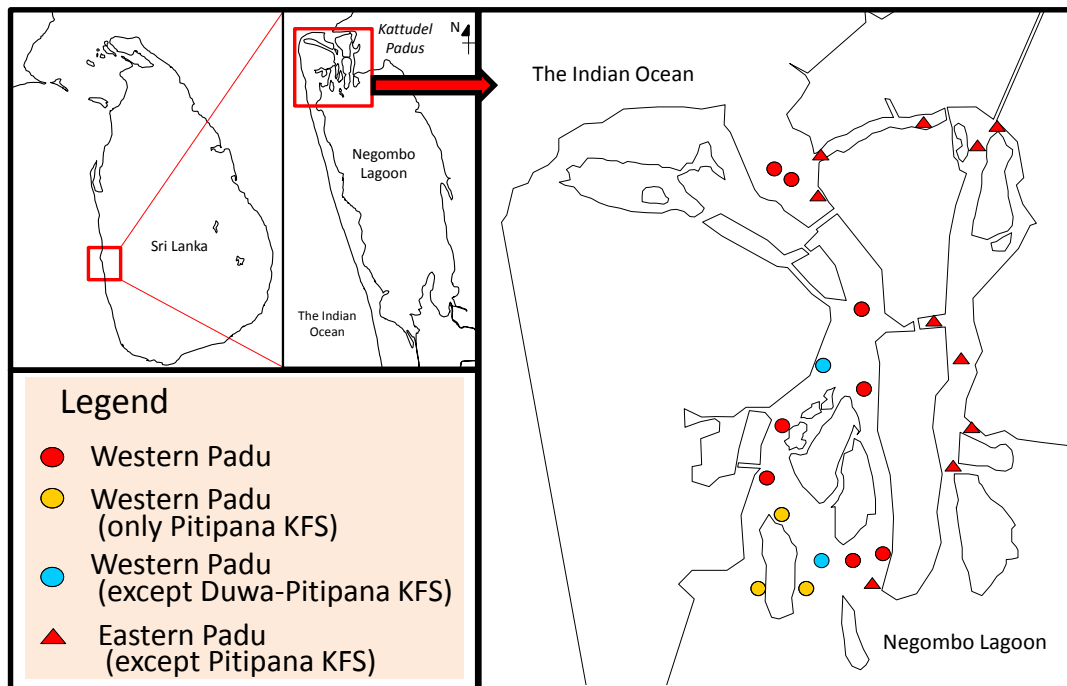 Kattudel
Padus
N
Negombo
Lagoon
Sri Lanka
The Indian
Ocean
The Indian Ocean
Negombo Lagoon
Legend
Western Padu
Western Padu
(only Pitipana KFS)
Western Padu
(except Duwa-Pitipana KFS)
Eastern Padu
(except Pitipana KFS)